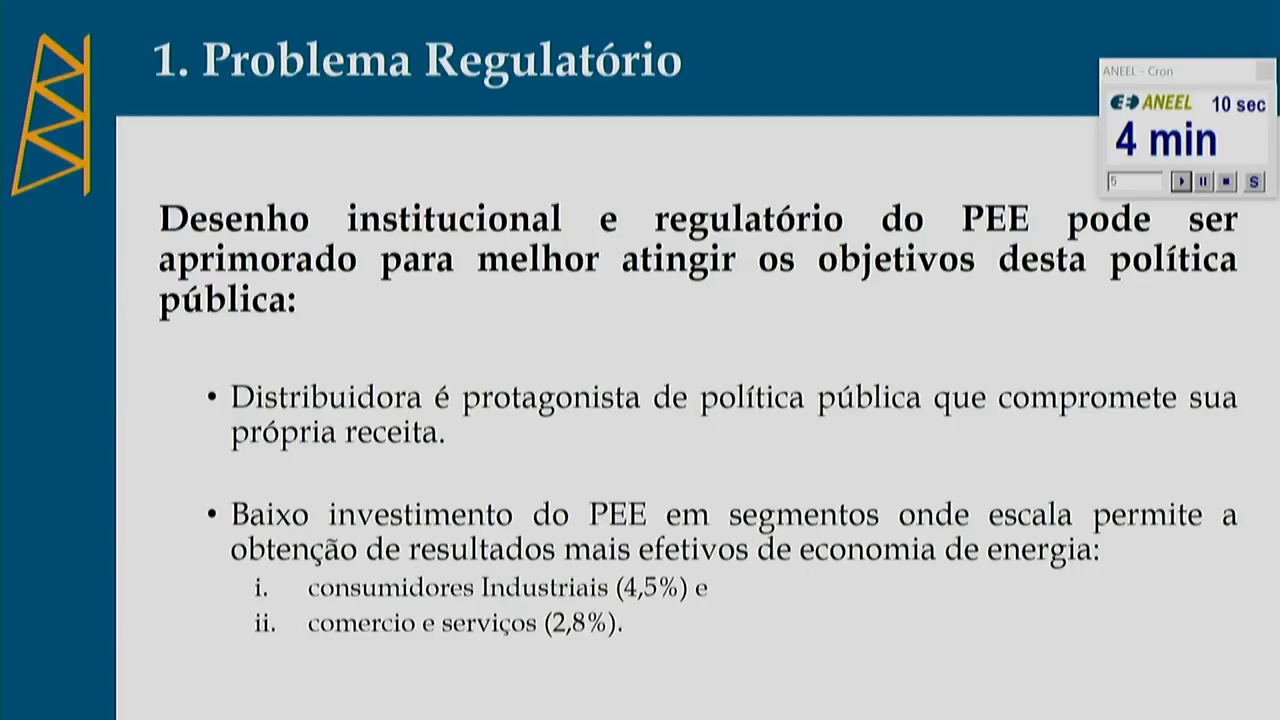 1. Problema Regulatório
ANEEL - Cron
ANEEL 10 sec
4 min
5
S
Desenho institucional e regulatório do PEE pode ser
aprimorado para melhor atingir os objetivos desta política
pública:
• Distribuidora é protagonista de política pública que compromete sua
própria receita.
• Baixo investimento do PEE em segmentos onde escala permite a
obtenção de resultados mais efetivos de economia de energia:
i. consumidores Industriais (4,5%) e
ii. comercio e serviços (2,8%).